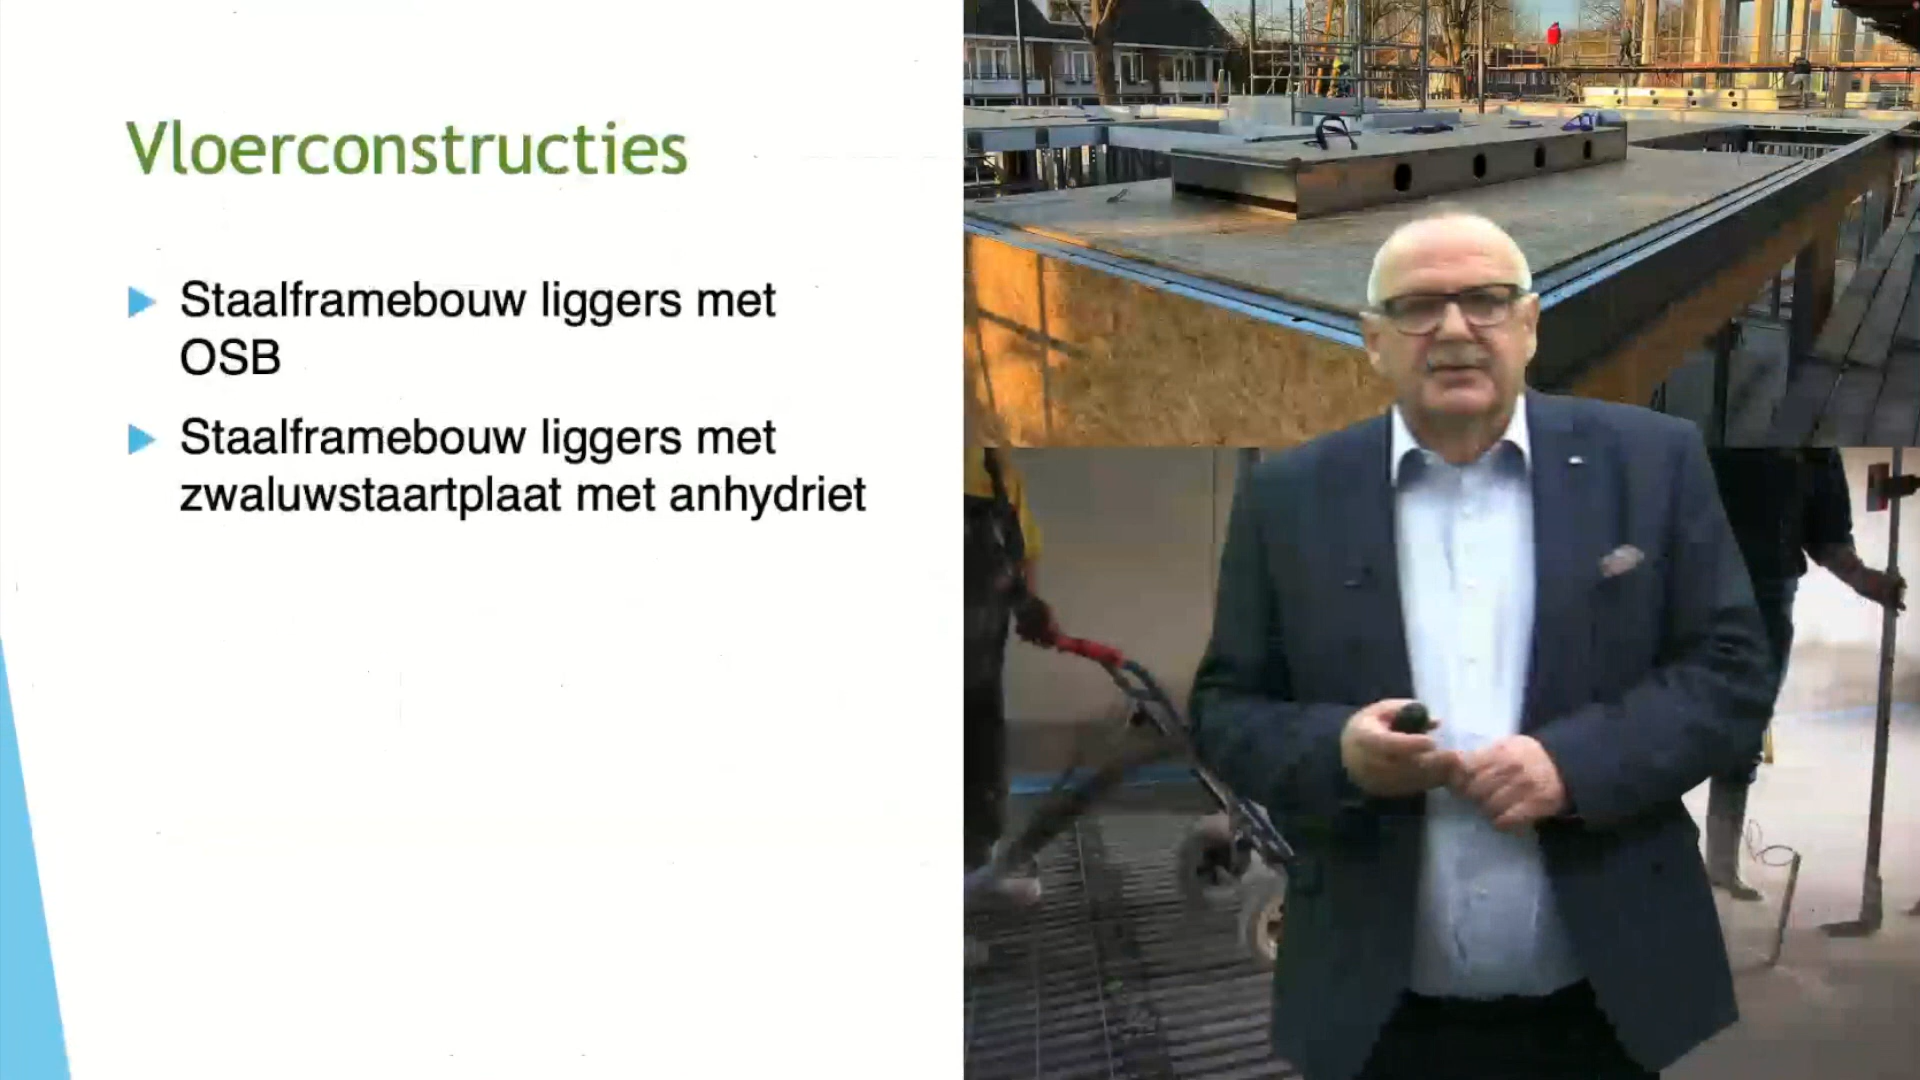 Vloerconstructies
Staalframebouw liggers met
OSB
Staalframebouw liggers met
zwaluwstaartplaat met anhydriet